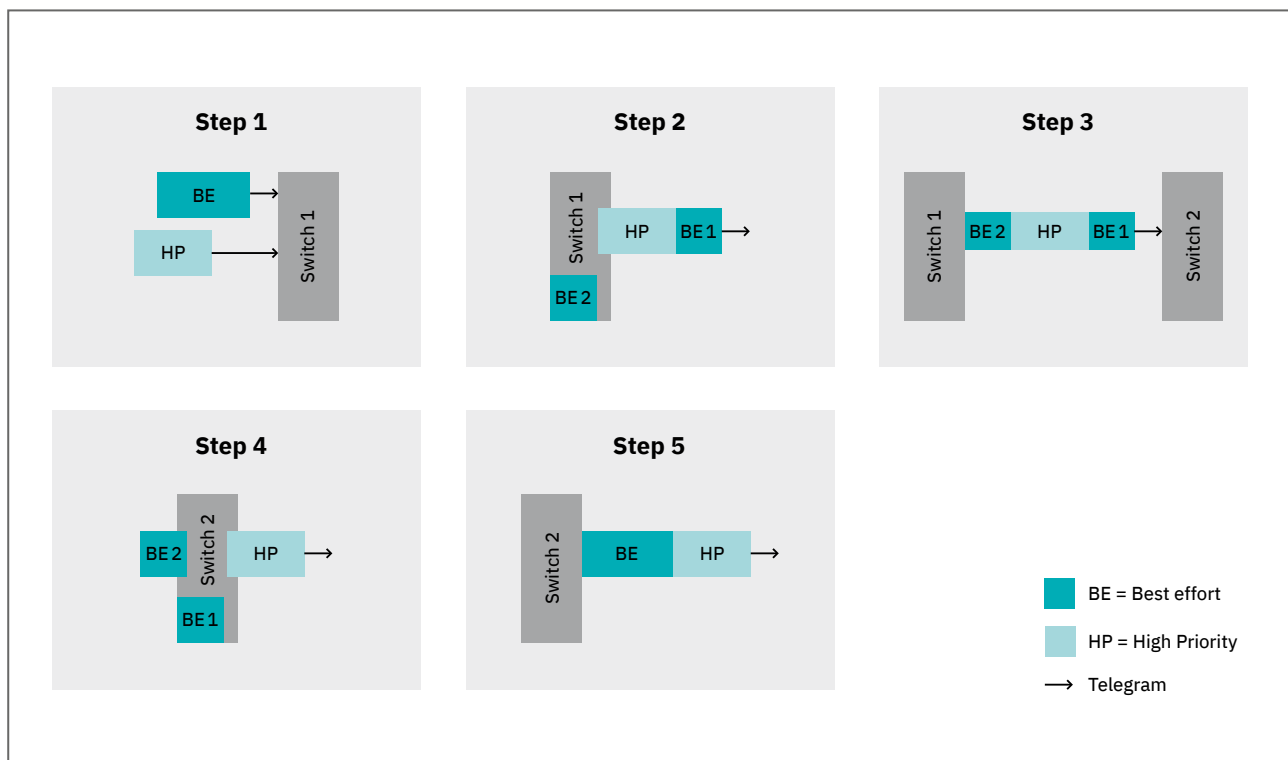 Step 1
BE
HP
Switch 1
Step 2
Switch 1
HP
BE 1
BE 2
Step 3
Switch 1
BE 2
HP
BE 1
Switch 2
Step 4
BE 2
Switch 2
HP
BE 1
Step 5
Switch 2
BE
HP
BE = Best effort
HP = High Priority
Telegram